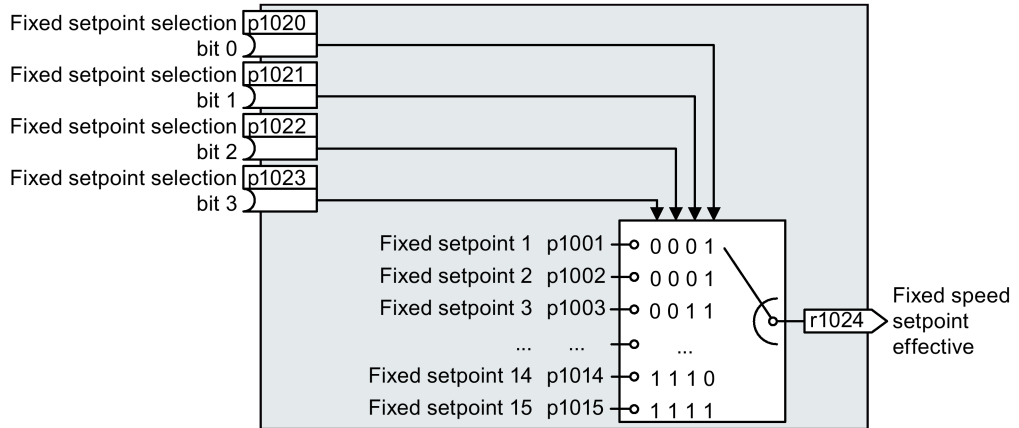 Fixed setpoint selection p1020
bit 0
Fixed setpoint selection p1021
bit 1
Fixed setpoint selection p1022
bit 2
Fixed setpoint selection p1023
bit 3
Fixed setpoint 1 p1001 0 0 0 1
Fixed setpoint 2 p1002 0 0 0 1
Fixed setpoint 3 p1003 0 0 1 1
... ... ...
Fixed setpoint 14 p1014 1 1 1 0
Fixed setpoint 15 p1015 1 1 1 1
r1024
Fixed speed
setpoint
effective